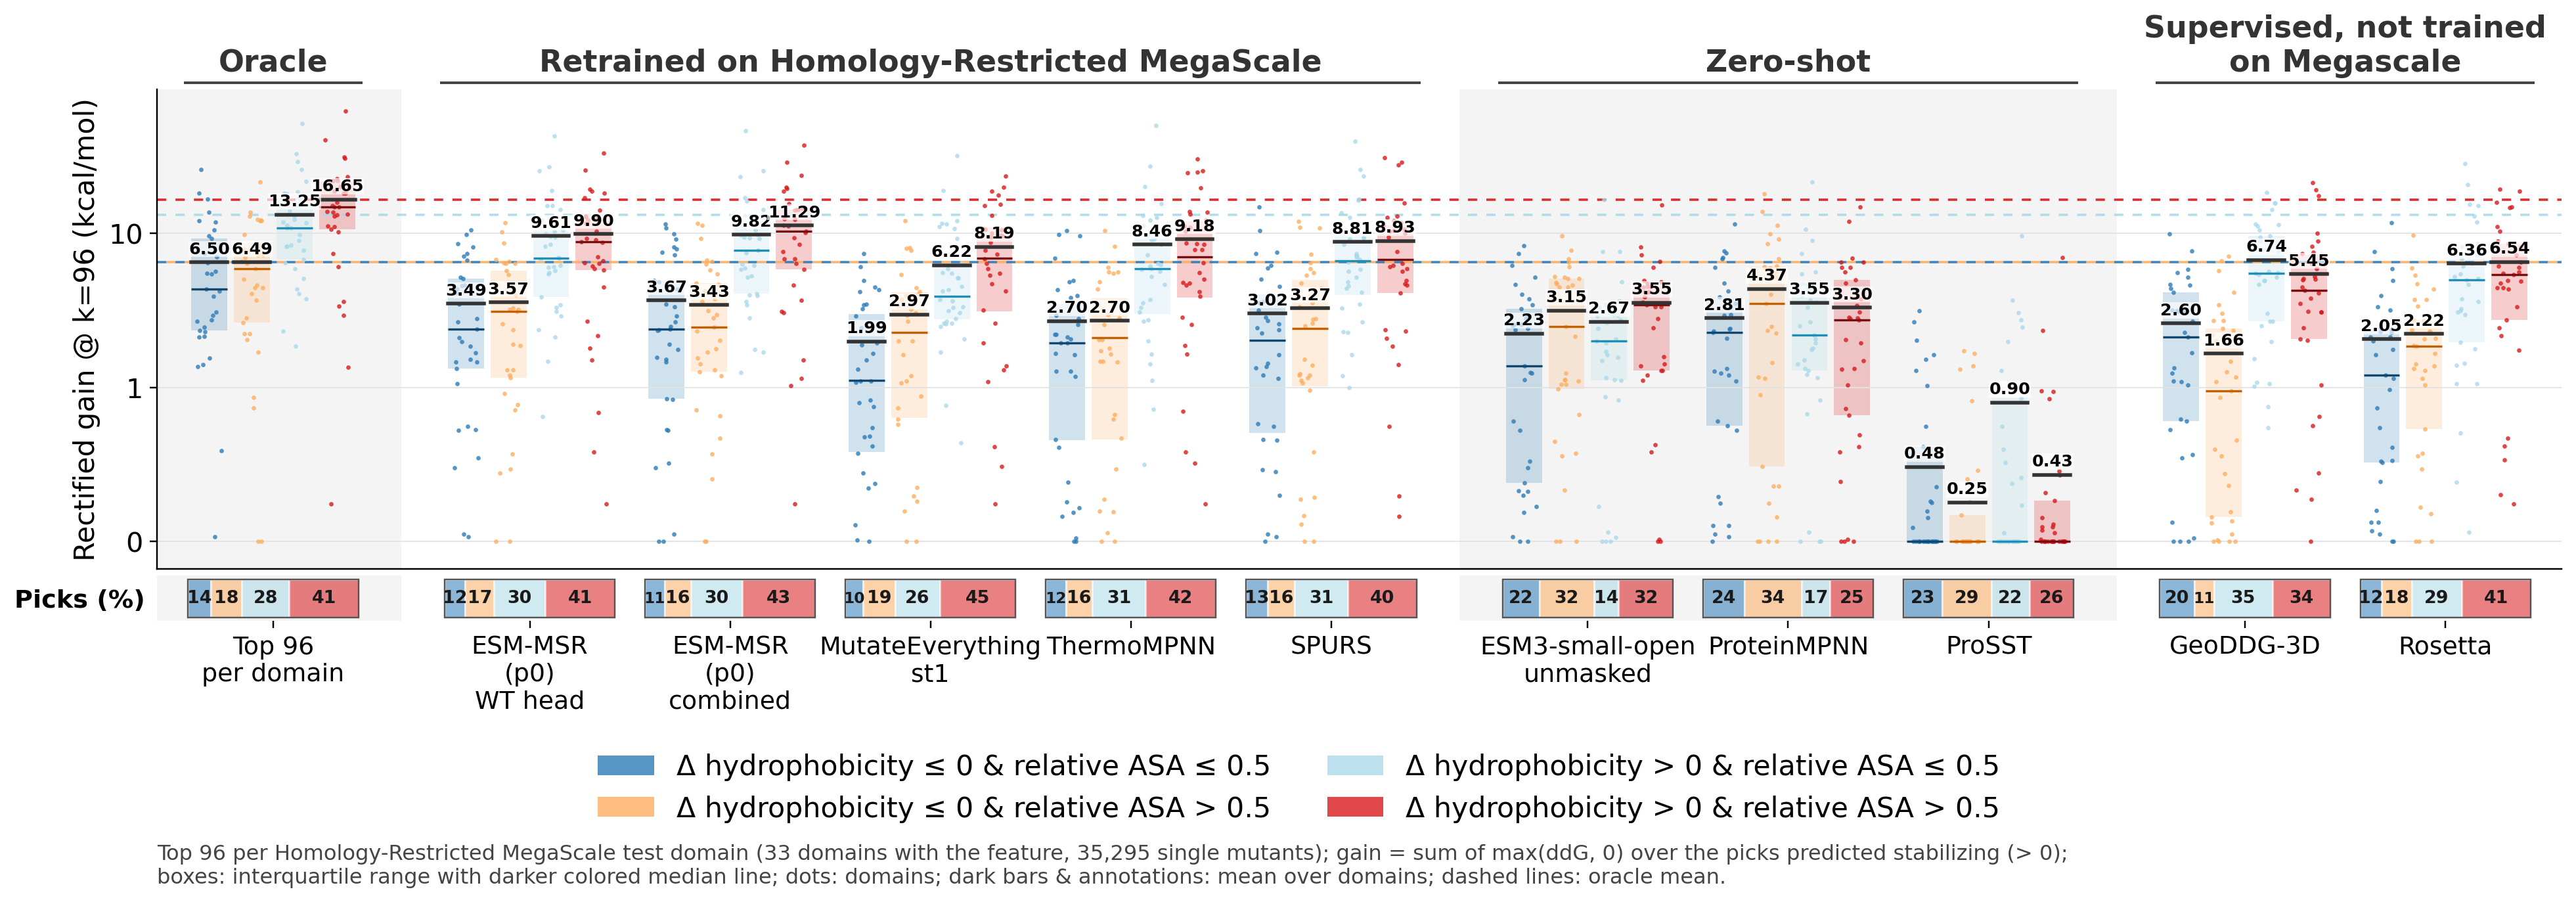 Oracle
Retrained on Homology-Restricted MegaScale
Zero-shot
Supervised, not trained
on Megascale
Rectified gain @ k=96 (kcal/mol)
10
1
0
6.50 6.49 13.25 16.65
3.49 3.57 9.61 9.90
3.67 3.43 9.82 11.29
1.99 2.97 6.22 8.19
2.70 2.70 8.46 9.18
3.02 3.27 8.81 8.93
2.23 3.15 2.67 3.55
2.81 4.37 3.55 3.30
0.48 0.25 0.90 0.43
2.60 1.66 6.74 5.45
2.05 2.22 6.36 6.54
Picks (%)
14 18 28 41
12 17 30 41
11 16 30 43
10 19 26 45
12 16 31 42
13 16 31 40
22 32 14 32
24 34 17 25
23 29 22 26
20 11 35 34
12 18 29 41
Top 96
per domain
ESM-MSR
(p0)
WT head
ESM-MSR
(p0)
combined
MutateEverything
st1
ThermoMPNN
SPURS
ESM3-small-open
unmasked
ProteinMPNN
ProSST
GeoDDG-3D
Rosetta
Δ hydrophobicity ≤ 0 & relative ASA ≤ 0.5
Δ hydrophobicity ≤ 0 & relative ASA > 0.5
Δ hydrophobicity > 0 & relative ASA ≤ 0.5
Δ hydrophobicity > 0 & relative ASA > 0.5
Top 96 per Homology-Restricted MegaScale test domain (33 domains with the feature, 35,295 single mutants); gain = sum of max(ddG, 0) over the picks predicted stabilizing (> 0);
boxes: interquartile range with darker colored median line; dots: domains; dark bars & annotations: mean over domains; dashed lines: oracle mean.